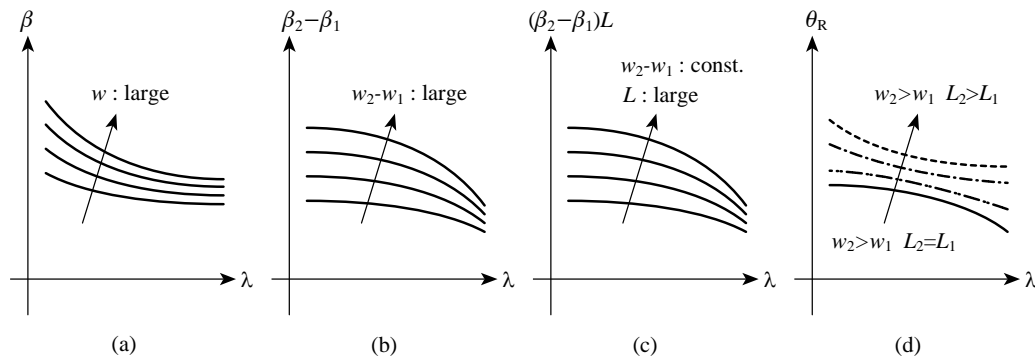 β
w : large
λ
(a)
β2−β1
w2-w1 : large
λ
(b)
(β2−β1)L
w2-w1 : const.
L : large
λ
(c)
θR
w2>w1 L2>L1
w2>w1 L2=L1
λ
(d)